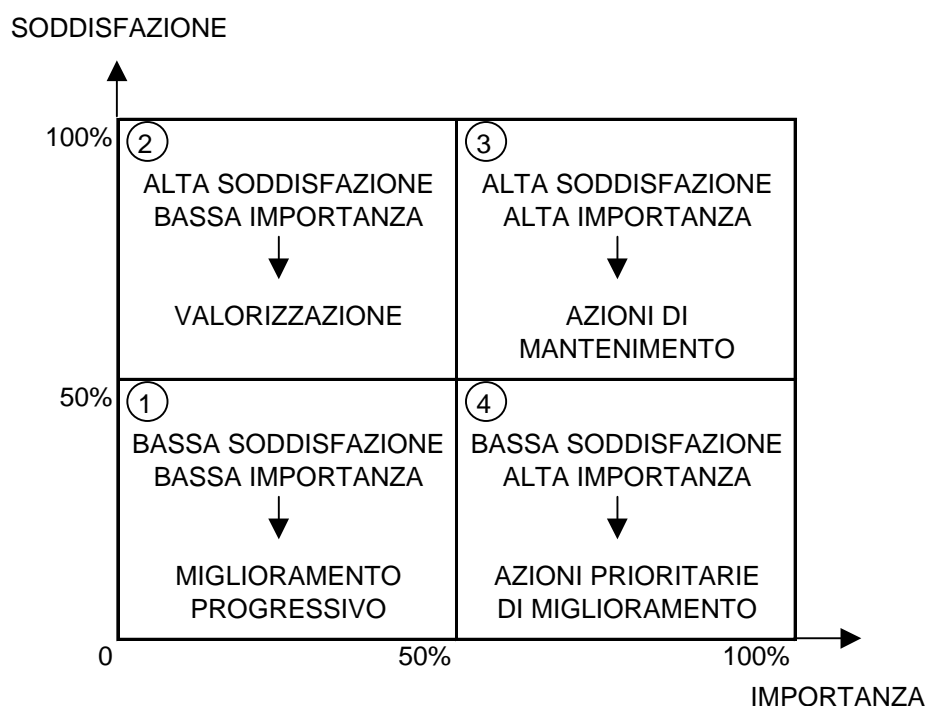 SODDISFAZIONE
100%
2
ALTA SODDISFAZIONE
BASSA IMPORTANZA
VALORIZZAZIONE
3
ALTA SODDISFAZIONE
ALTA IMPORTANZA
AZIONI DI
MANTENIMENTO
50%
1
BASSA SODDISFAZIONE
BASSA IMPORTANZA
MIGLIORAMENTO
PROGRESSIVO
4
BASSA SODDISFAZIONE
ALTA IMPORTANZA
AZIONI PRIORITARIE
DI MIGLIORAMENTO
0
50%
100%
IMPORTANZA